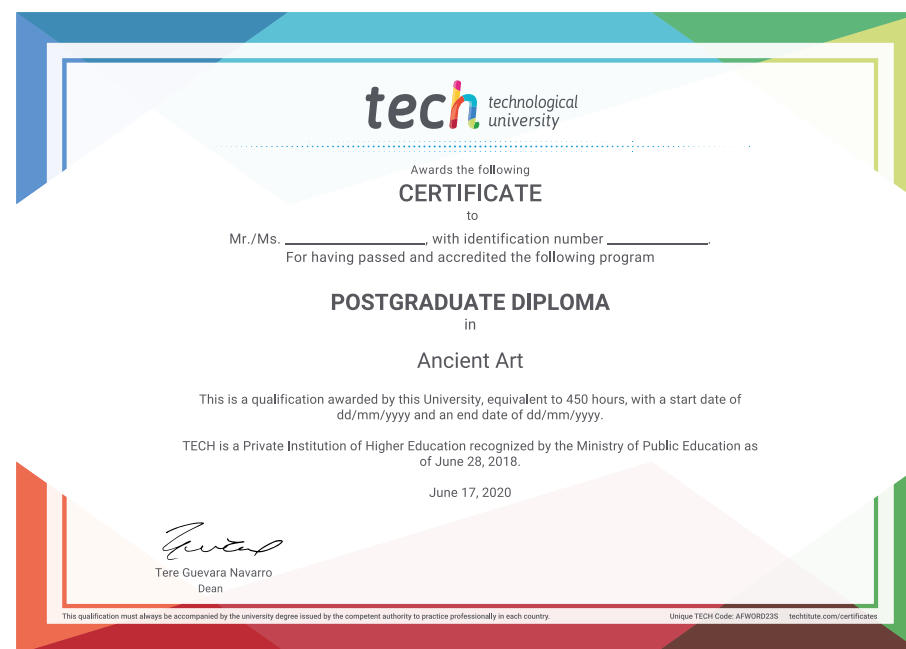 tech technological
university
Awards the following
CERTIFICATE
to
Mr./Ms. ________________, with identification number ____________.
For having passed and accredited the following program
POSTGRADUATE DIPLOMA
in
Ancient Art
This is a qualification awarded by this University, equivalent to 450 hours, with a start date of
dd/mm/yyyy and an end date of dd/mm/yyyy.
TECH is a Private Institution of Higher Education recognized by the Ministry of Public Education as
of June 28, 2018.
June 17, 2020
Tere Guevara Navarro
Dean
This qualification must always be accompanied by the university degree issued by the competent authority to practice professionally in each country. Unique TECH Code: AFWORD23S techtitute.com/certificates